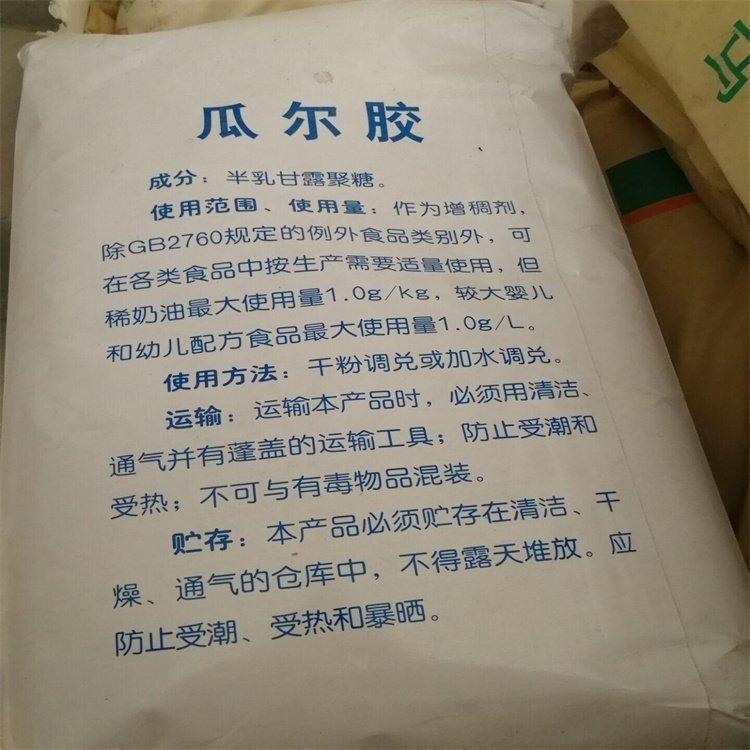 瓜尔胶
成分：半乳甘露聚糖。
使用范围、使用量：作为增稠剂，
除GB2760规定的例外食品类别外，可
在各类食品中按生产需要适量使用，但
稀奶油最大使用量1.0g/kg，较大婴儿
和幼儿配方食品最大使用量1.0g/L。
使用方法：干粉调兑或加水调兑。
运输：运输本产品时，必须用清洁、
通气并有蓬盖的运输工具；防止受潮和
受热；不可与有毒物品混装。
贮存：本产品必须贮存在清洁、干
燥、通气的仓库中，不得露天堆放。应
防止受潮、受热和暴晒。